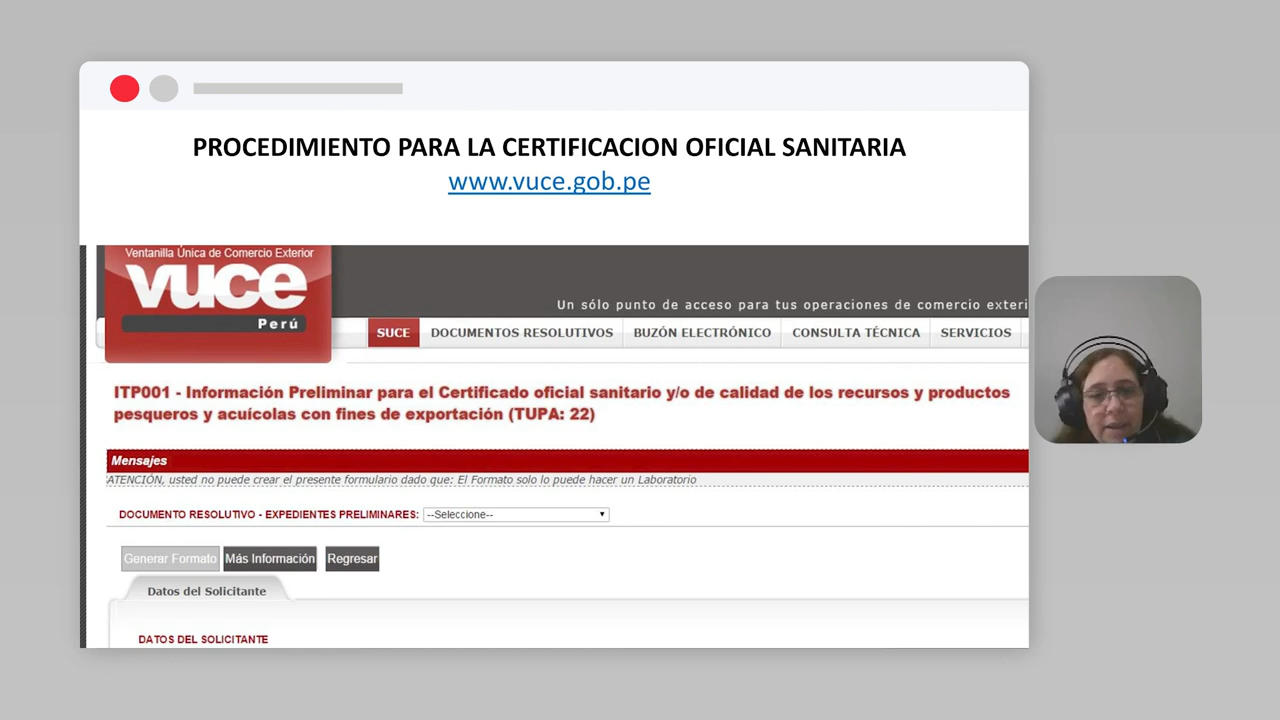 PROCEDIMIENTO PARA LA CERTIFICACION OFICIAL SANITARIA
www.vuce.gob.pe
Ventanilla Única de Comercio Exterior
vuce
Perú
Un sólo punto de acceso para tus operaciones de comercio exteri
SUCE DOCUMENTOS RESOLUTIVOS BUZÓN ELECTRÓNICO CONSULTA TÉCNICA SERVICIOS
ITP001 - Información Preliminar para el Certificado oficial sanitario y/o de calidad de los recursos y productos
pesqueros y acuícolas con fines de exportación (TUPA: 22)
Mensajes
ATENCIÓN, usted no puede crear el presente formulario dado que: El Formato solo lo puede hacer un Laboratorio
DOCUMENTO RESOLUTIVO - EXPEDIENTES PRELIMINARES: --Seleccione--
Generar Formato Más Información Regresar
Datos del Solicitante
DATOS DEL SOLICITANTE